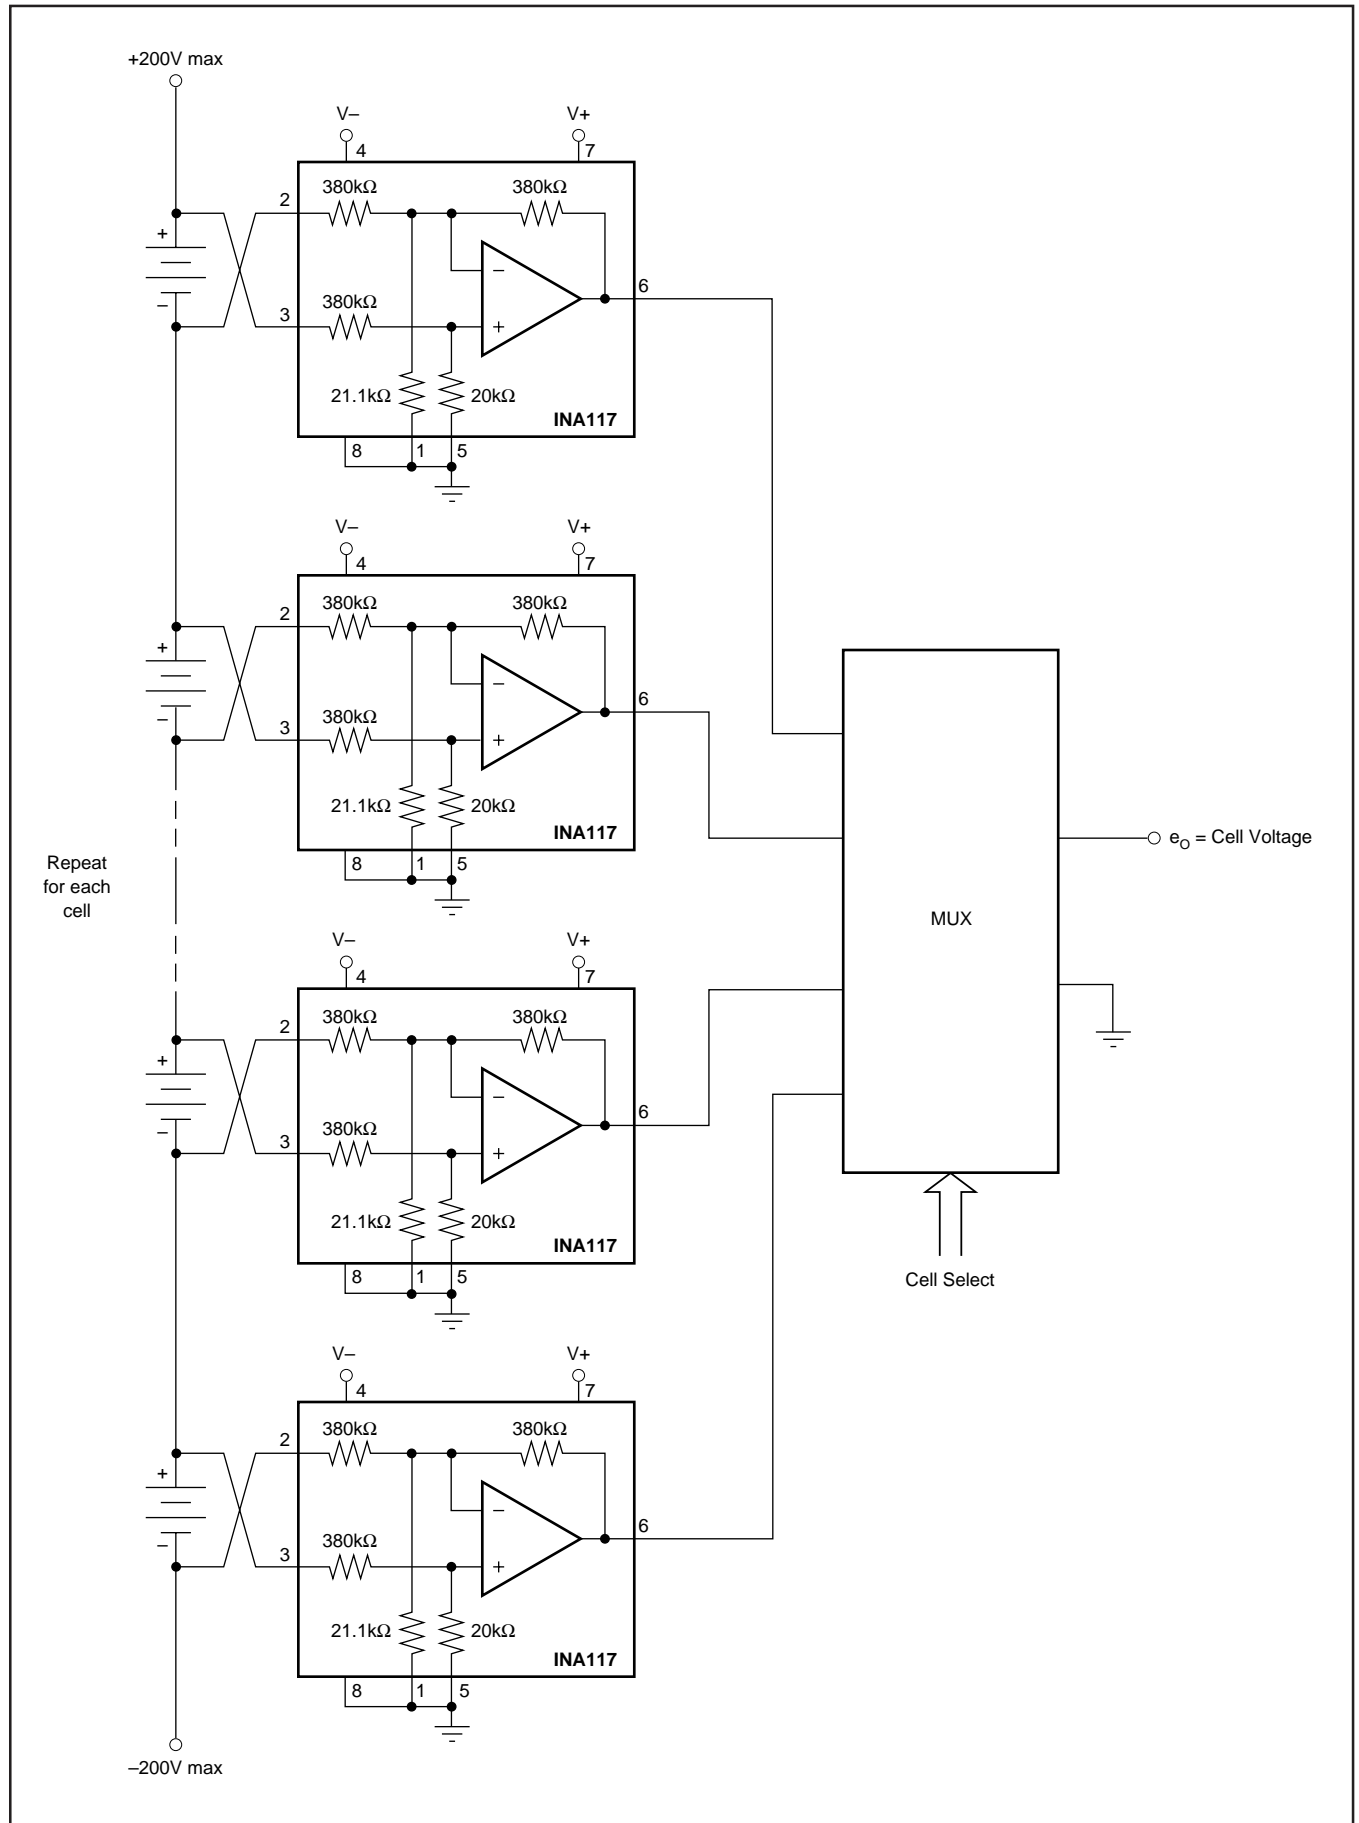 +200V max
V–
V+
4
7
380kΩ
380kΩ
2
+
–
6
–
380kΩ
3
+
21.1kΩ
20kΩ
INA117
8
1
5
V–
V+
4
7
380kΩ
380kΩ
2
+
–
6
–
380kΩ
3
+
21.1kΩ
20kΩ
INA117
8
1
5
Repeat
for each
cell
MUX
eO = Cell Voltage
V–
V+
4
7
380kΩ
380kΩ
2
+
–
6
–
380kΩ
3
+
21.1kΩ
20kΩ
INA117
8
1
5
Cell Select
V–
V+
4
7
380kΩ
380kΩ
2
+
–
6
–
380kΩ
3
+
21.1kΩ
20kΩ
INA117
8
1
5
–200V max